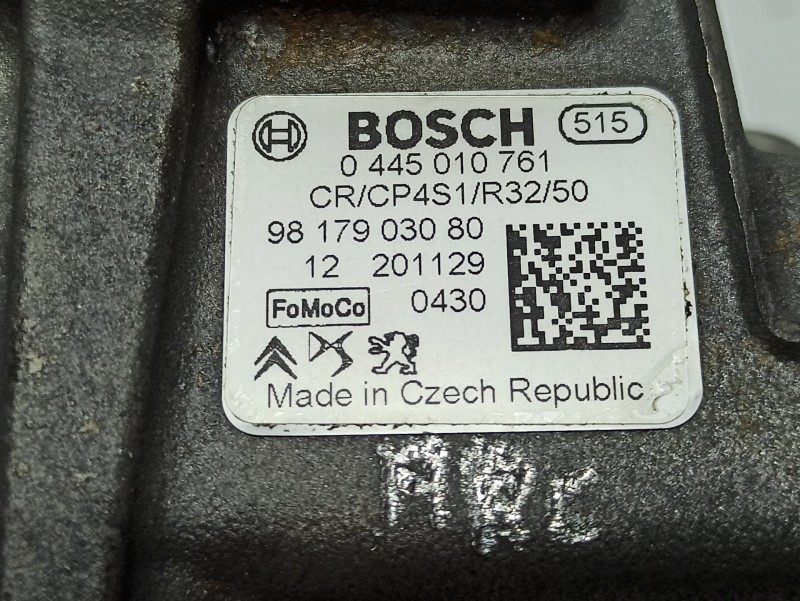 BOSCH 515
0 445 010 761
CR/CP4S1/R32/50
98 179 030 80
12 201129
FoMoCo 0430
Made in Czech Republic